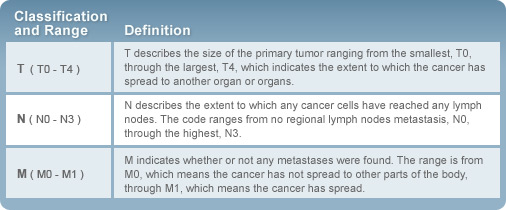 Classification
and Range
Definition
T ( T0 - T4 )
T describes the size of the primary tumor ranging from the smallest, T0,
through the largest, T4, which indicates the extent to which the cancer has
spread to another organ or organs.
N ( N0 - N3 )
N describes the extent to which any cancer cells have reached any lymph
nodes. The code ranges from no regional lymph nodes metastasis, N0,
through the highest, N3.
M ( M0 - M1 )
M indicates whether or not any metastases were found. The range is from
M0, which means the cancer has not spread to other parts of the body,
through M1, which means the cancer has spread.